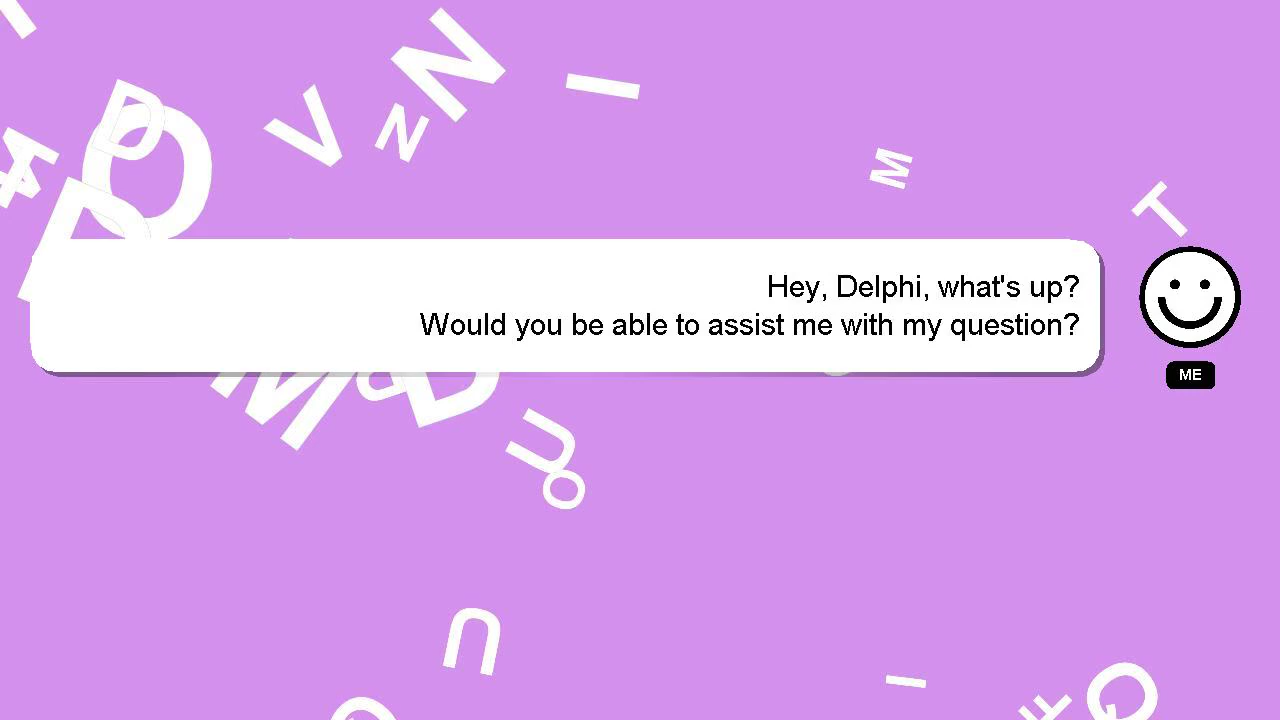 Hey, Delphi, what's up?
Would you be able to assist me with my question?
ME